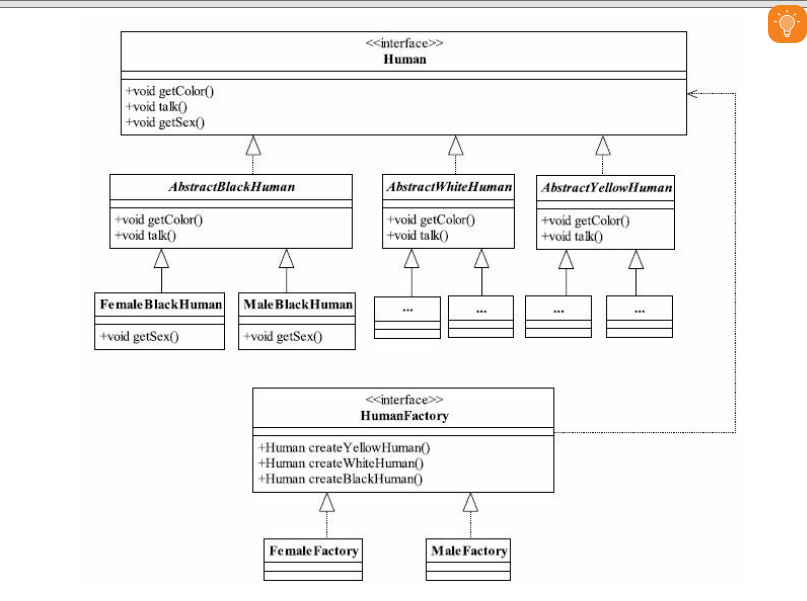 <<interface>>
Human
+void getColor()
+void talk()
+void getSex()
AbstractBlackHuman
+void getColor()
+void talk()
AbstractWhiteHuman
+void getColor()
+void talk()
AbstractYellowHuman
+void getColor()
+void talk()
FemaleBlackHuman
+void getSex()
MaleBlackHuman
+void getSex()
...
...
...
...
<<interface>>
HumanFactory
+Human createYellowHuman()
+Human createWhiteHuman()
+Human createBlackHuman()
FemaleFactory
MaleFactory